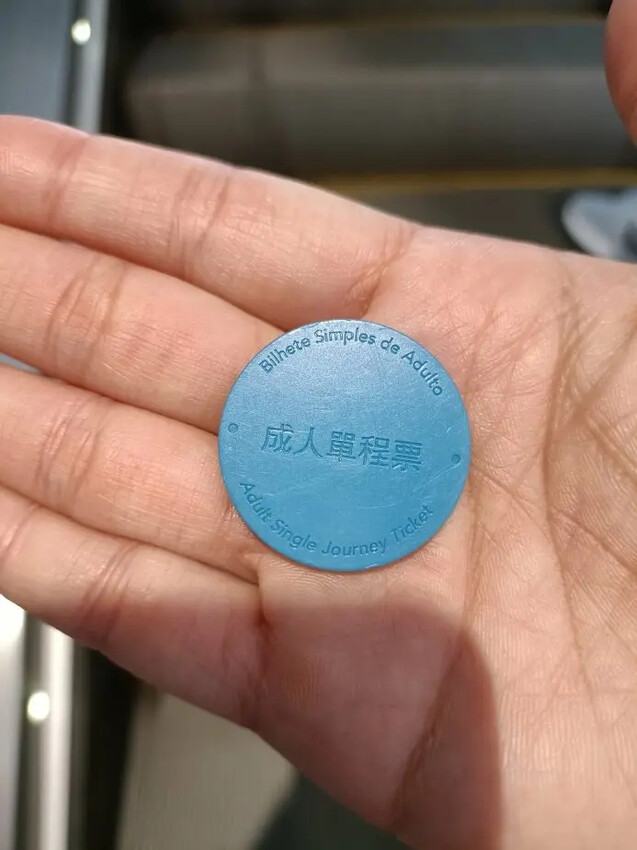 Bilhete Simples de Adulto
成人單程票
Adult Single Journey Ticket